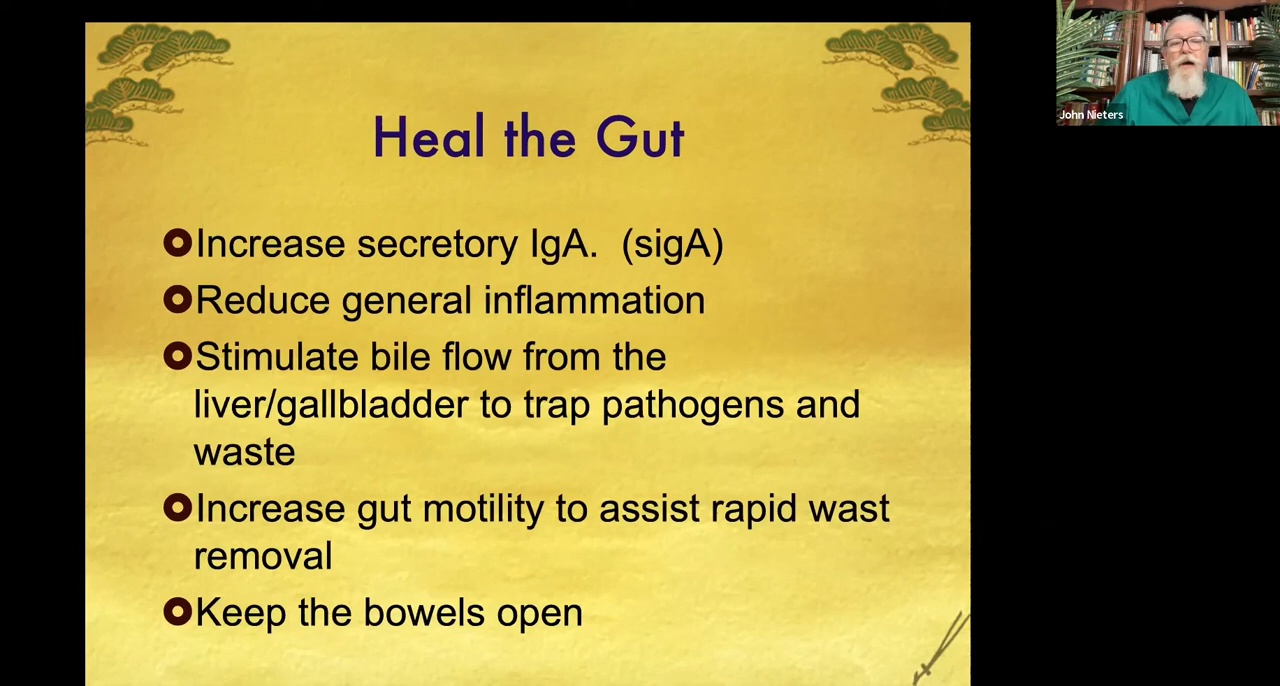 Heal the Gut
Increase secretory IgA.  (sigA)
Reduce general inflammation
Stimulate bile flow from the
liver/gallbladder to trap pathogens and
waste
Increase gut motility to assist rapid wast
removal
Keep the bowels open
John Nieters